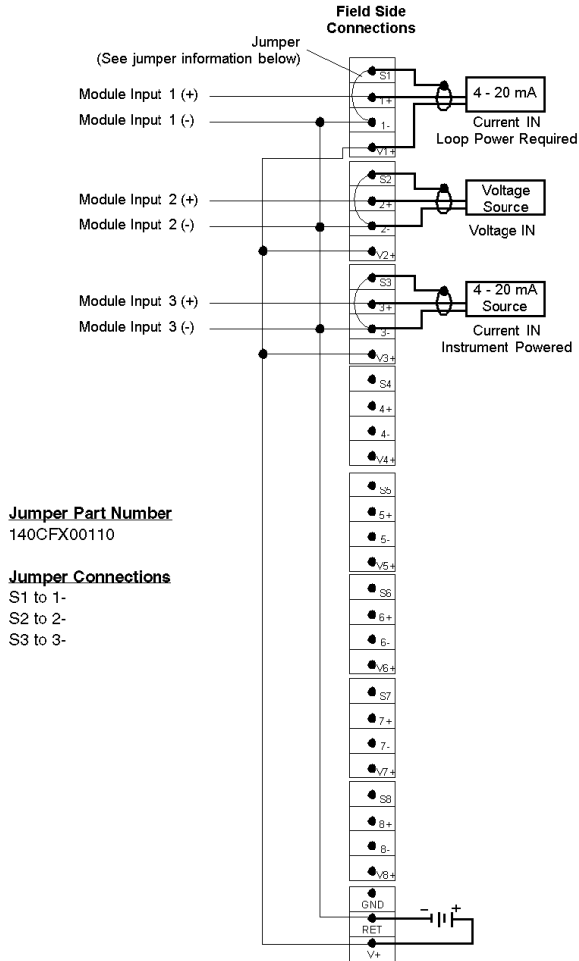 Field Side
Connections
Jumper
(See jumper information below)
S1
4 - 20 mA
Module Input 1 (+)
1+
Module Input 1 (-)
1-
Current IN
Loop Power Required
V1+
S2
Voltage
Source
Module Input 2 (+)
2+
Module Input 2 (-)
2-
Voltage IN
V2+
S3
4 - 20 mA
Source
Module Input 3 (+)
3+
Module Input 3 (-)
3-
Current IN
Instrument Powered
V3+
S4
4+
4-
V4+
S5
Jumper Part Number
5+
140CFX00110
5-
V5+
Jumper Connections
S1 to 1-
S6
S2 to 2-
6+
S3 to 3-
6-
V6+
S7
7+
7-
V7+
S8
8+
8-
V8+
GND
- +
RET
V+